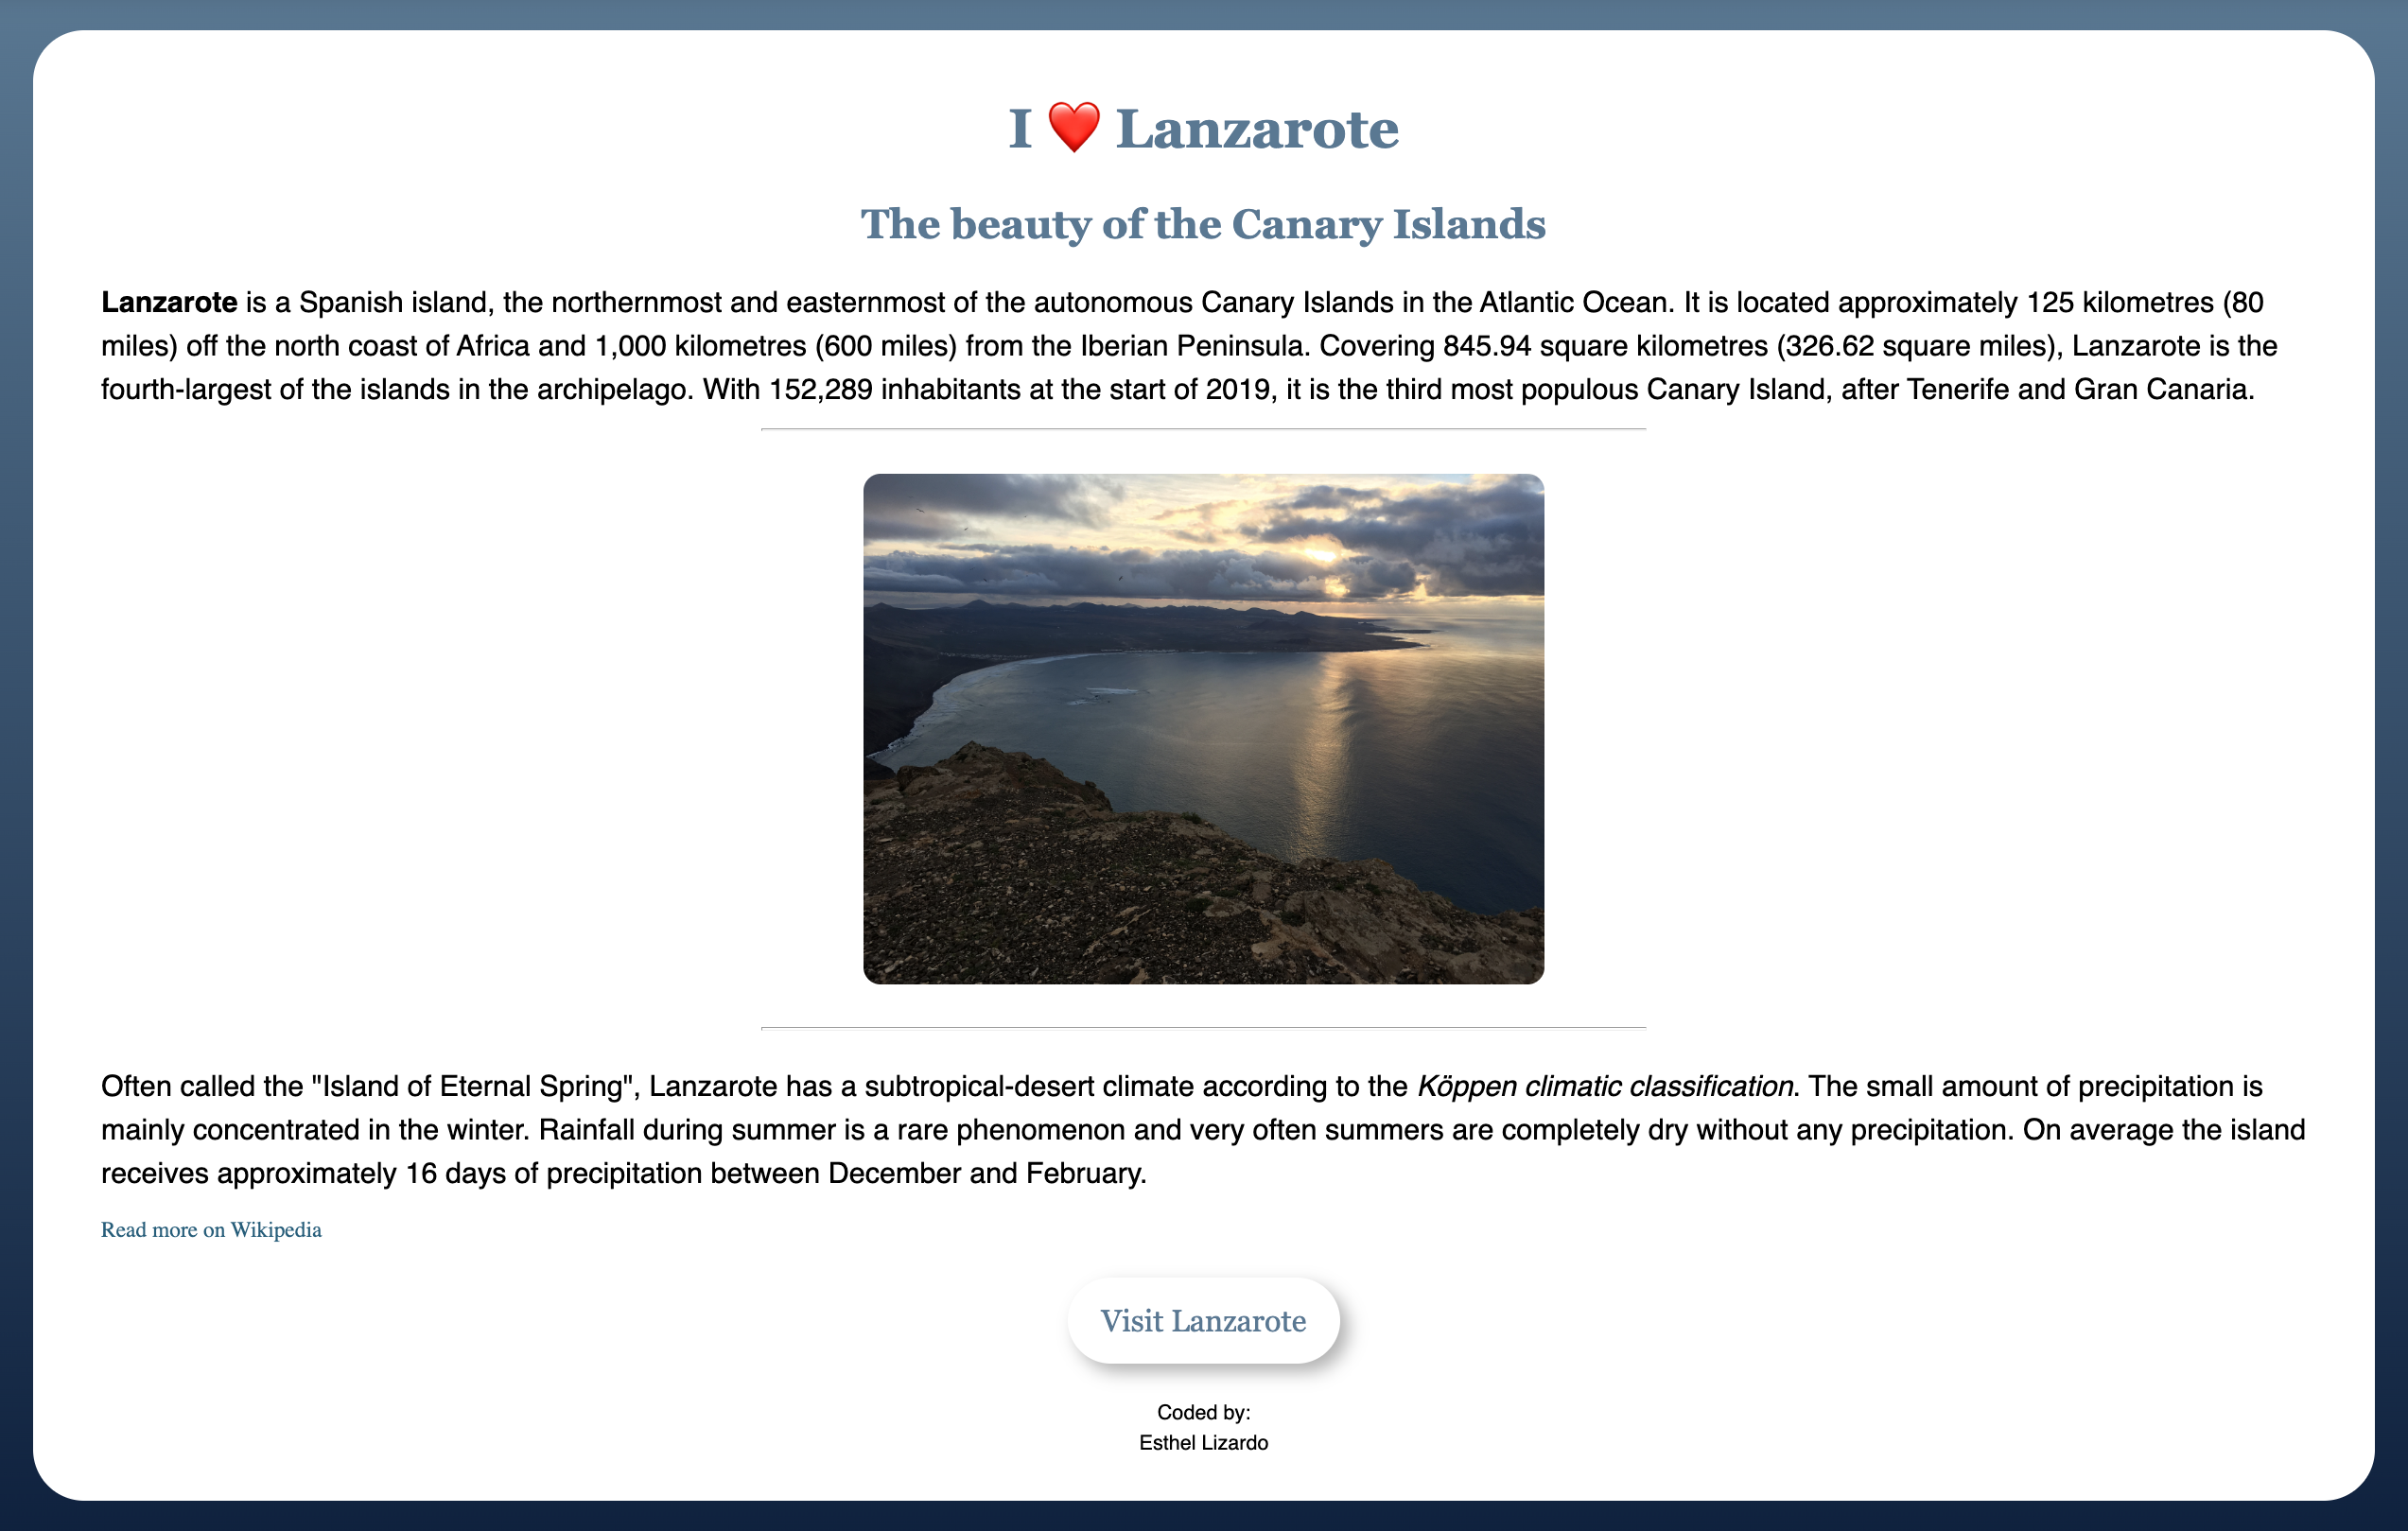 I ❤️ Lanzarote
The beauty of the Canary Islands
Lanzarote is a Spanish island, the northernmost and easternmost of the autonomous Canary Islands in the Atlantic Ocean. It is located approximately 125 kilometres (80
miles) off the north coast of Africa and 1,000 kilometres (600 miles) from the Iberian Peninsula. Covering 845.94 square kilometres (326.62 square miles), Lanzarote is the
fourth-largest of the islands in the archipelago. With 152,289 inhabitants at the start of 2019, it is the third most populous Canary Island, after Tenerife and Gran Canaria.
Often called the "Island of Eternal Spring", Lanzarote has a subtropical-desert climate according to the Köppen climatic classification. The small amount of precipitation is
mainly concentrated in the winter. Rainfall during summer is a rare phenomenon and very often summers are completely dry without any precipitation. On average the island
receives approximately 16 days of precipitation between December and February.
Read more on Wikipedia
Visit Lanzarote
Coded by:
Esthel Lizardo